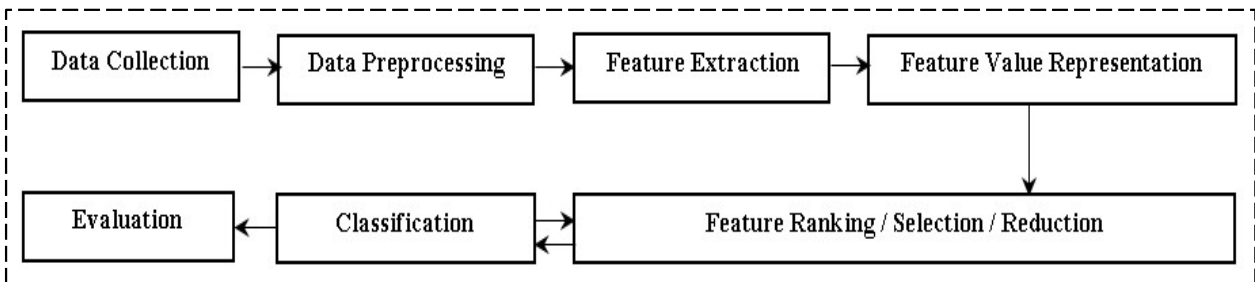 Data Collection
Data Preprocessing
Feature Extraction
Feature Value Representation
Feature Ranking / Selection / Reduction
Classification
Evaluation